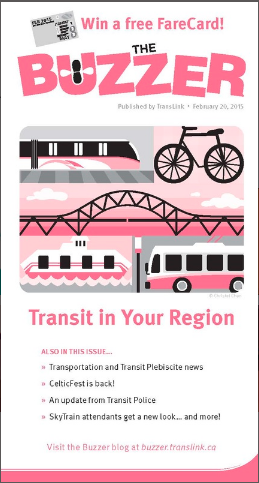 Win a free FareCard!
THE
BUZZER
Published by TransLink • February 20, 2015
Transit in Your Region
ALSO IN THIS ISSUE...
» Transportation and Transit Plebiscite news
» CelticFest is back!
» An update from Transit Police
» SkyTrain attendants get a new look... and more!
Visit the Buzzer blog at buzzer.translink.ca